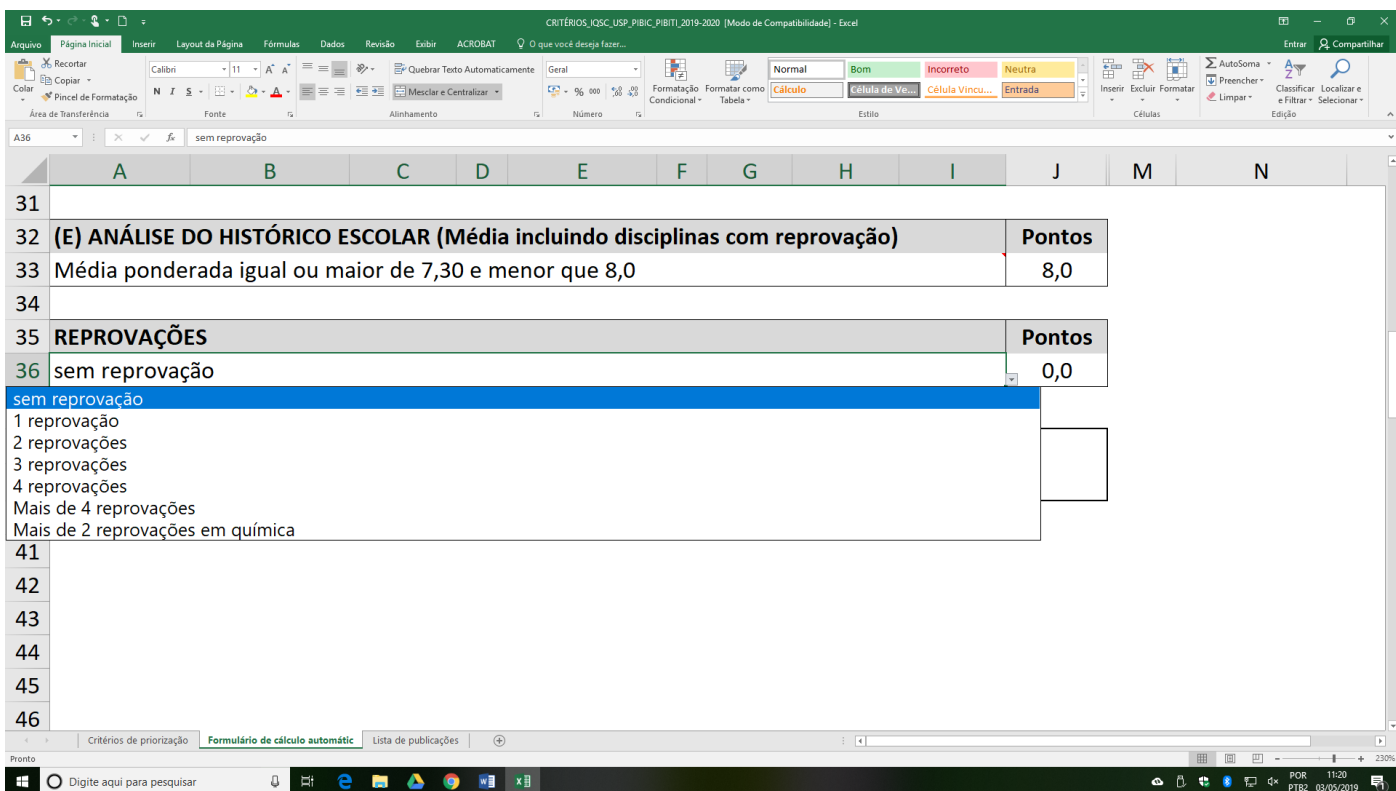 CRITÉRIOS_IQSC_USP_PIBIC_PIBITI_2019-2020 [Modo de Compatibilidade] - Excel
Arquivo Página Inicial Inserir Layout da Página Fórmulas Dados Revisão Exibir ACROBAT O que você deseja fazer... Entrar Compartilhar
Recortar
Copiar
Pincel de Formatação
Colar
Área de Transferência
Calibri 11
N I S
Fonte
Quebrar Texto Automaticamente
Mesclar e Centralizar
Alinhamento
Geral
% 000
Número
Formatação Condicional
Formatar como Tabela
Normal Bom Incorreto Neutra
Cálculo Célula de Ve... Célula Vincu... Entrada
Estilo
Inserir Excluir Formatar
Células
AutoSoma
Preencher
Limpar
Classificar e Filtrar
Localizar e Selecionar
Edição
A36 fx sem reprovação
A B C D E F G H I J M N
31
32 (E) ANÁLISE DO HISTÓRICO ESCOLAR (Média incluindo disciplinas com reprovação) Pontos
33 Média ponderada igual ou maior de 7,30 e menor que 8,0 8,0
34
35 REPROVAÇÕES Pontos
36 sem reprovação 0,0
sem reprovação
1 reprovação
2 reprovações
3 reprovações
4 reprovações
Mais de 4 reprovações
Mais de 2 reprovações em química
41
42
43
44
45
46
Critérios de priorização Formulário de cálculo automátic Lista de publicações
Pronto 230%
Digite aqui para pesquisar POR 11:20
PTB2 03/05/2019